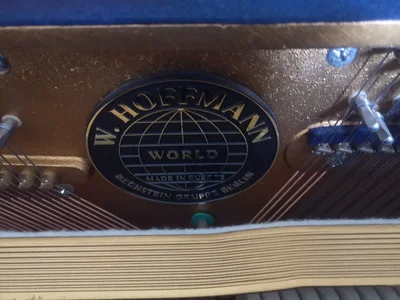 W. HOFFMANN
WORLD
MADE IN EUROPE
BECHSTEIN GRUPPE BERLIN